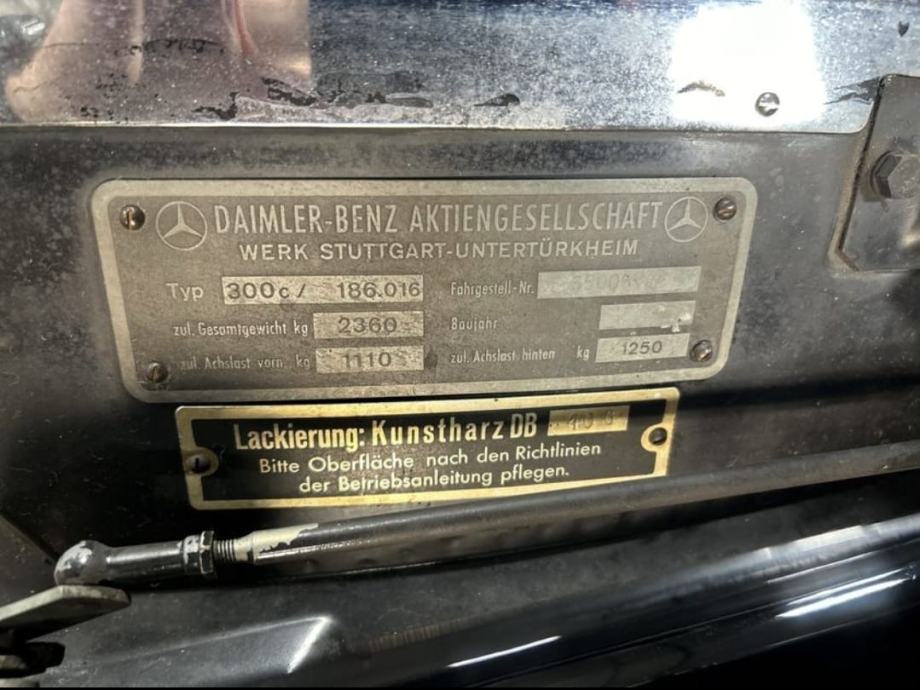 DAIMLER-BENZ AKTIENGESELLSCHAFT
WERK STUTTGART-UNTERTÜRKHEIM
Typ 300c / 186.016 Fahrgestell-Nr.
zul. Gesamtgewicht kg 2360 Baujahr
zul. Achslast vorn. kg 1110 zul. Achslast hinten kg 1250
Lackierung: Kunstharz DB
Bitte Oberfläche nach den Richtlinien
der Betriebsanleitung pflegen.